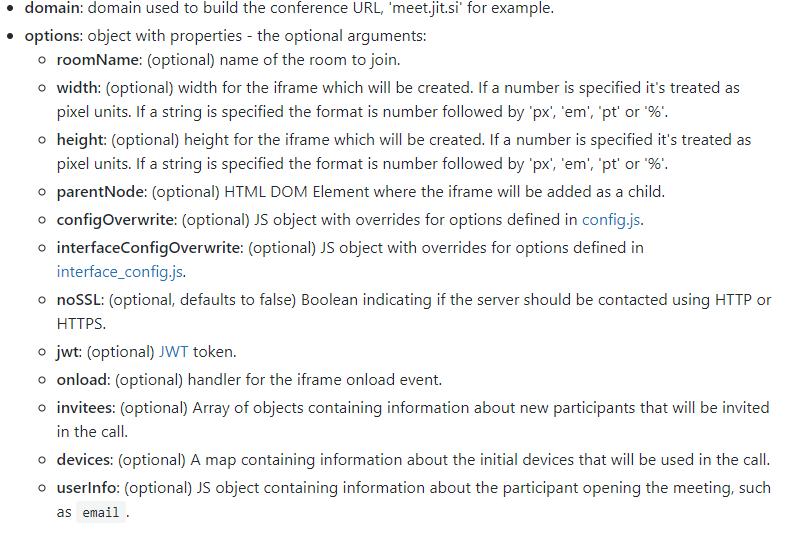 • domain: domain used to build the conference URL, 'meet.jit.si' for example.
• options: object with properties - the optional arguments:
○ roomName: (optional) name of the room to join.
○ width: (optional) width for the iframe which will be created. If a number is specified it's treated as
pixel units. If a string is specified the format is number followed by 'px', 'em', 'pt' or '%'.
○ height: (optional) height for the iframe which will be created. If a number is specified it's treated as
pixel units. If a string is specified the format is number followed by 'px', 'em', 'pt' or '%'.
○ parentNode: (optional) HTML DOM Element where the iframe will be added as a child.
○ configOverwrite: (optional) JS object with overrides for options defined in config.js.
○ interfaceConfigOverwrite: (optional) JS object with overrides for options defined in
interface_config.js.
○ noSSL: (optional, defaults to false) Boolean indicating if the server should be contacted using HTTP or
HTTPS.
○ jwt: (optional) JWT token.
○ onload: (optional) handler for the iframe onload event.
○ invitees: (optional) Array of objects containing information about new participants that will be invited
in the call.
○ devices: (optional) A map containing information about the initial devices that will be used in the call.
○ userInfo: (optional) JS object containing information about the participant opening the meeting, such
as email .